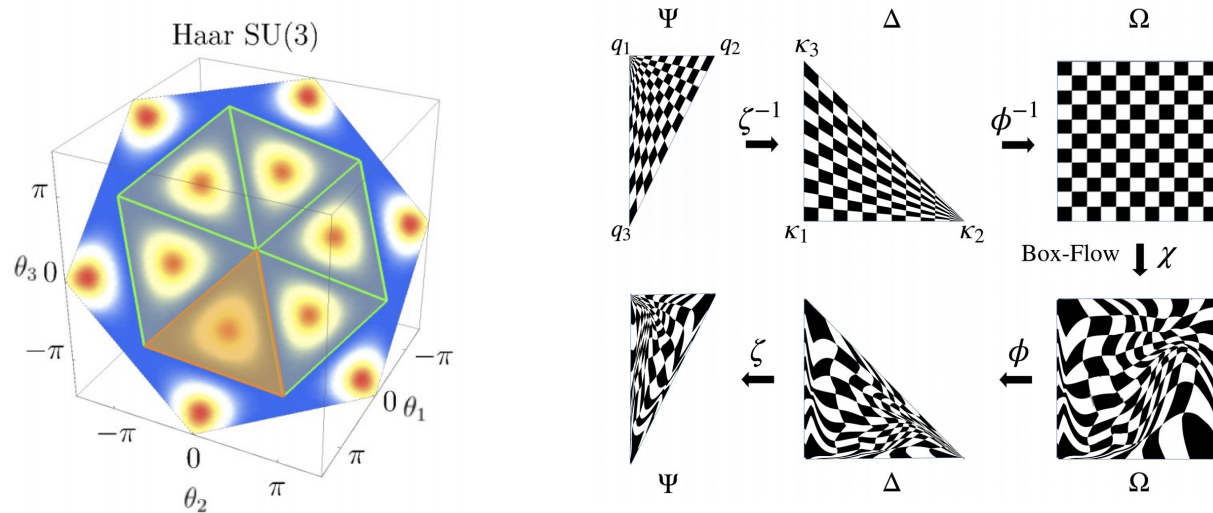 Haar SU(3)
π
θ₃ 0
−π
−π
0
π
θ₂
−π
0 θ₁
π
Ψ Δ Ω
q₁ q₂ κ₃
ζ⁻¹ ϕ⁻¹
q₃ κ₁ κ₂
Box-Flow χ
ζ ϕ
Ψ Δ Ω